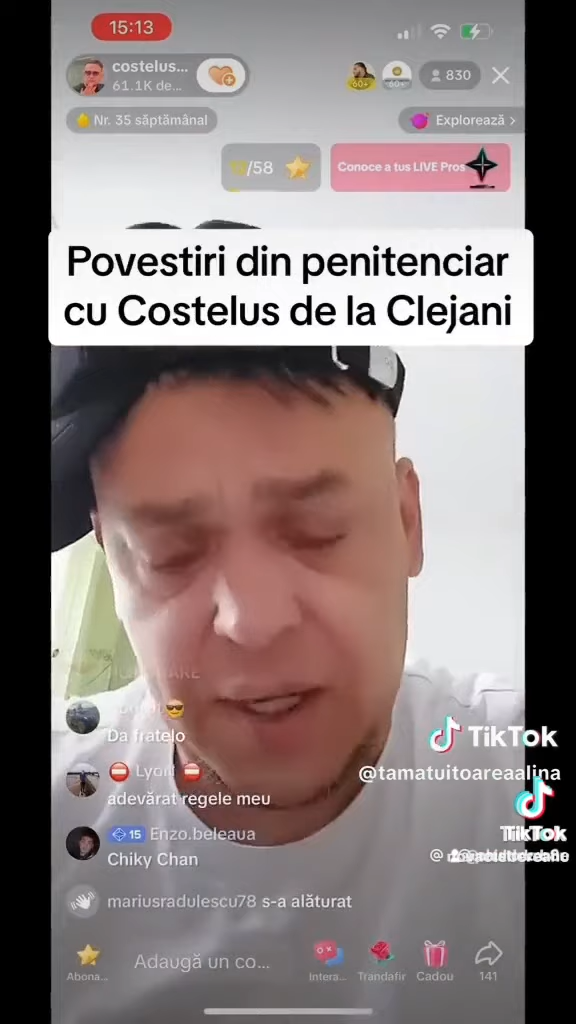 15:13
costelus...
61.1K de...
60+
60+
830
Nr. 35 săptămânal
Explorează >
/58
Conoce a tus LIVE Pros
Povestiri din penitenciar
cu Costelus de la Clejani
Da fratelo
Lyon
adevărat regele meu
15 Enzo.beleaua
Chiky Chan
mariusradulescu78 s-a alăturat
TikTok
@tamatuitoareaalina
TikTok
Adaugă un co...
Abona...
Intera...
Trandafir
Cadou
141